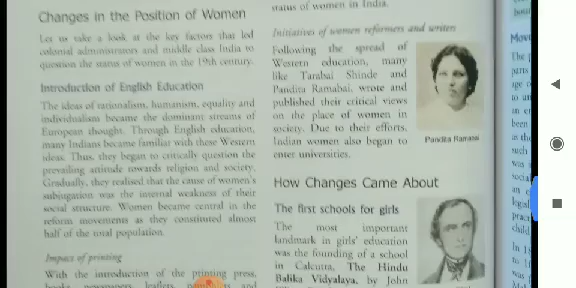 Changes in the Position of Women
Let us take a look at the key factors that led
colonial administrators and middle class India to
question the status of women in the 19th century.
Introduction of English Education
The ideas of rationalism, humanism, equality and
individualism became the dominant streams of
European thought. Through English education,
many Indians became familiar with these Western
ideas. Thus, they began to critically question the
prevailing attitude towards religion and society.
Gradually, they realised that the cause of women's
subjugation was the internal weakness of their
social structure. Women became central in the
reform movements as they constituted almost
half of the total population.
Impact of printing
With the introduction of the printing press,
books, newspapers, leaflets, and
status of women in India.
Initiatives of women reformers and writers
Following the spread of
Western education, many
like Tarabai Shinde and
Pandita Ramabai, wrote and
published their critical views
on the place of women in
society. Due to their efforts,
Indian women also began to
enter universities.
Pandita Ramabai
How Changes Came About
The first schools for girls
The most important
landmark in girls' education
was the founding of a school
in Calcutta, The Hindu
Balika Vidyalaya, by John